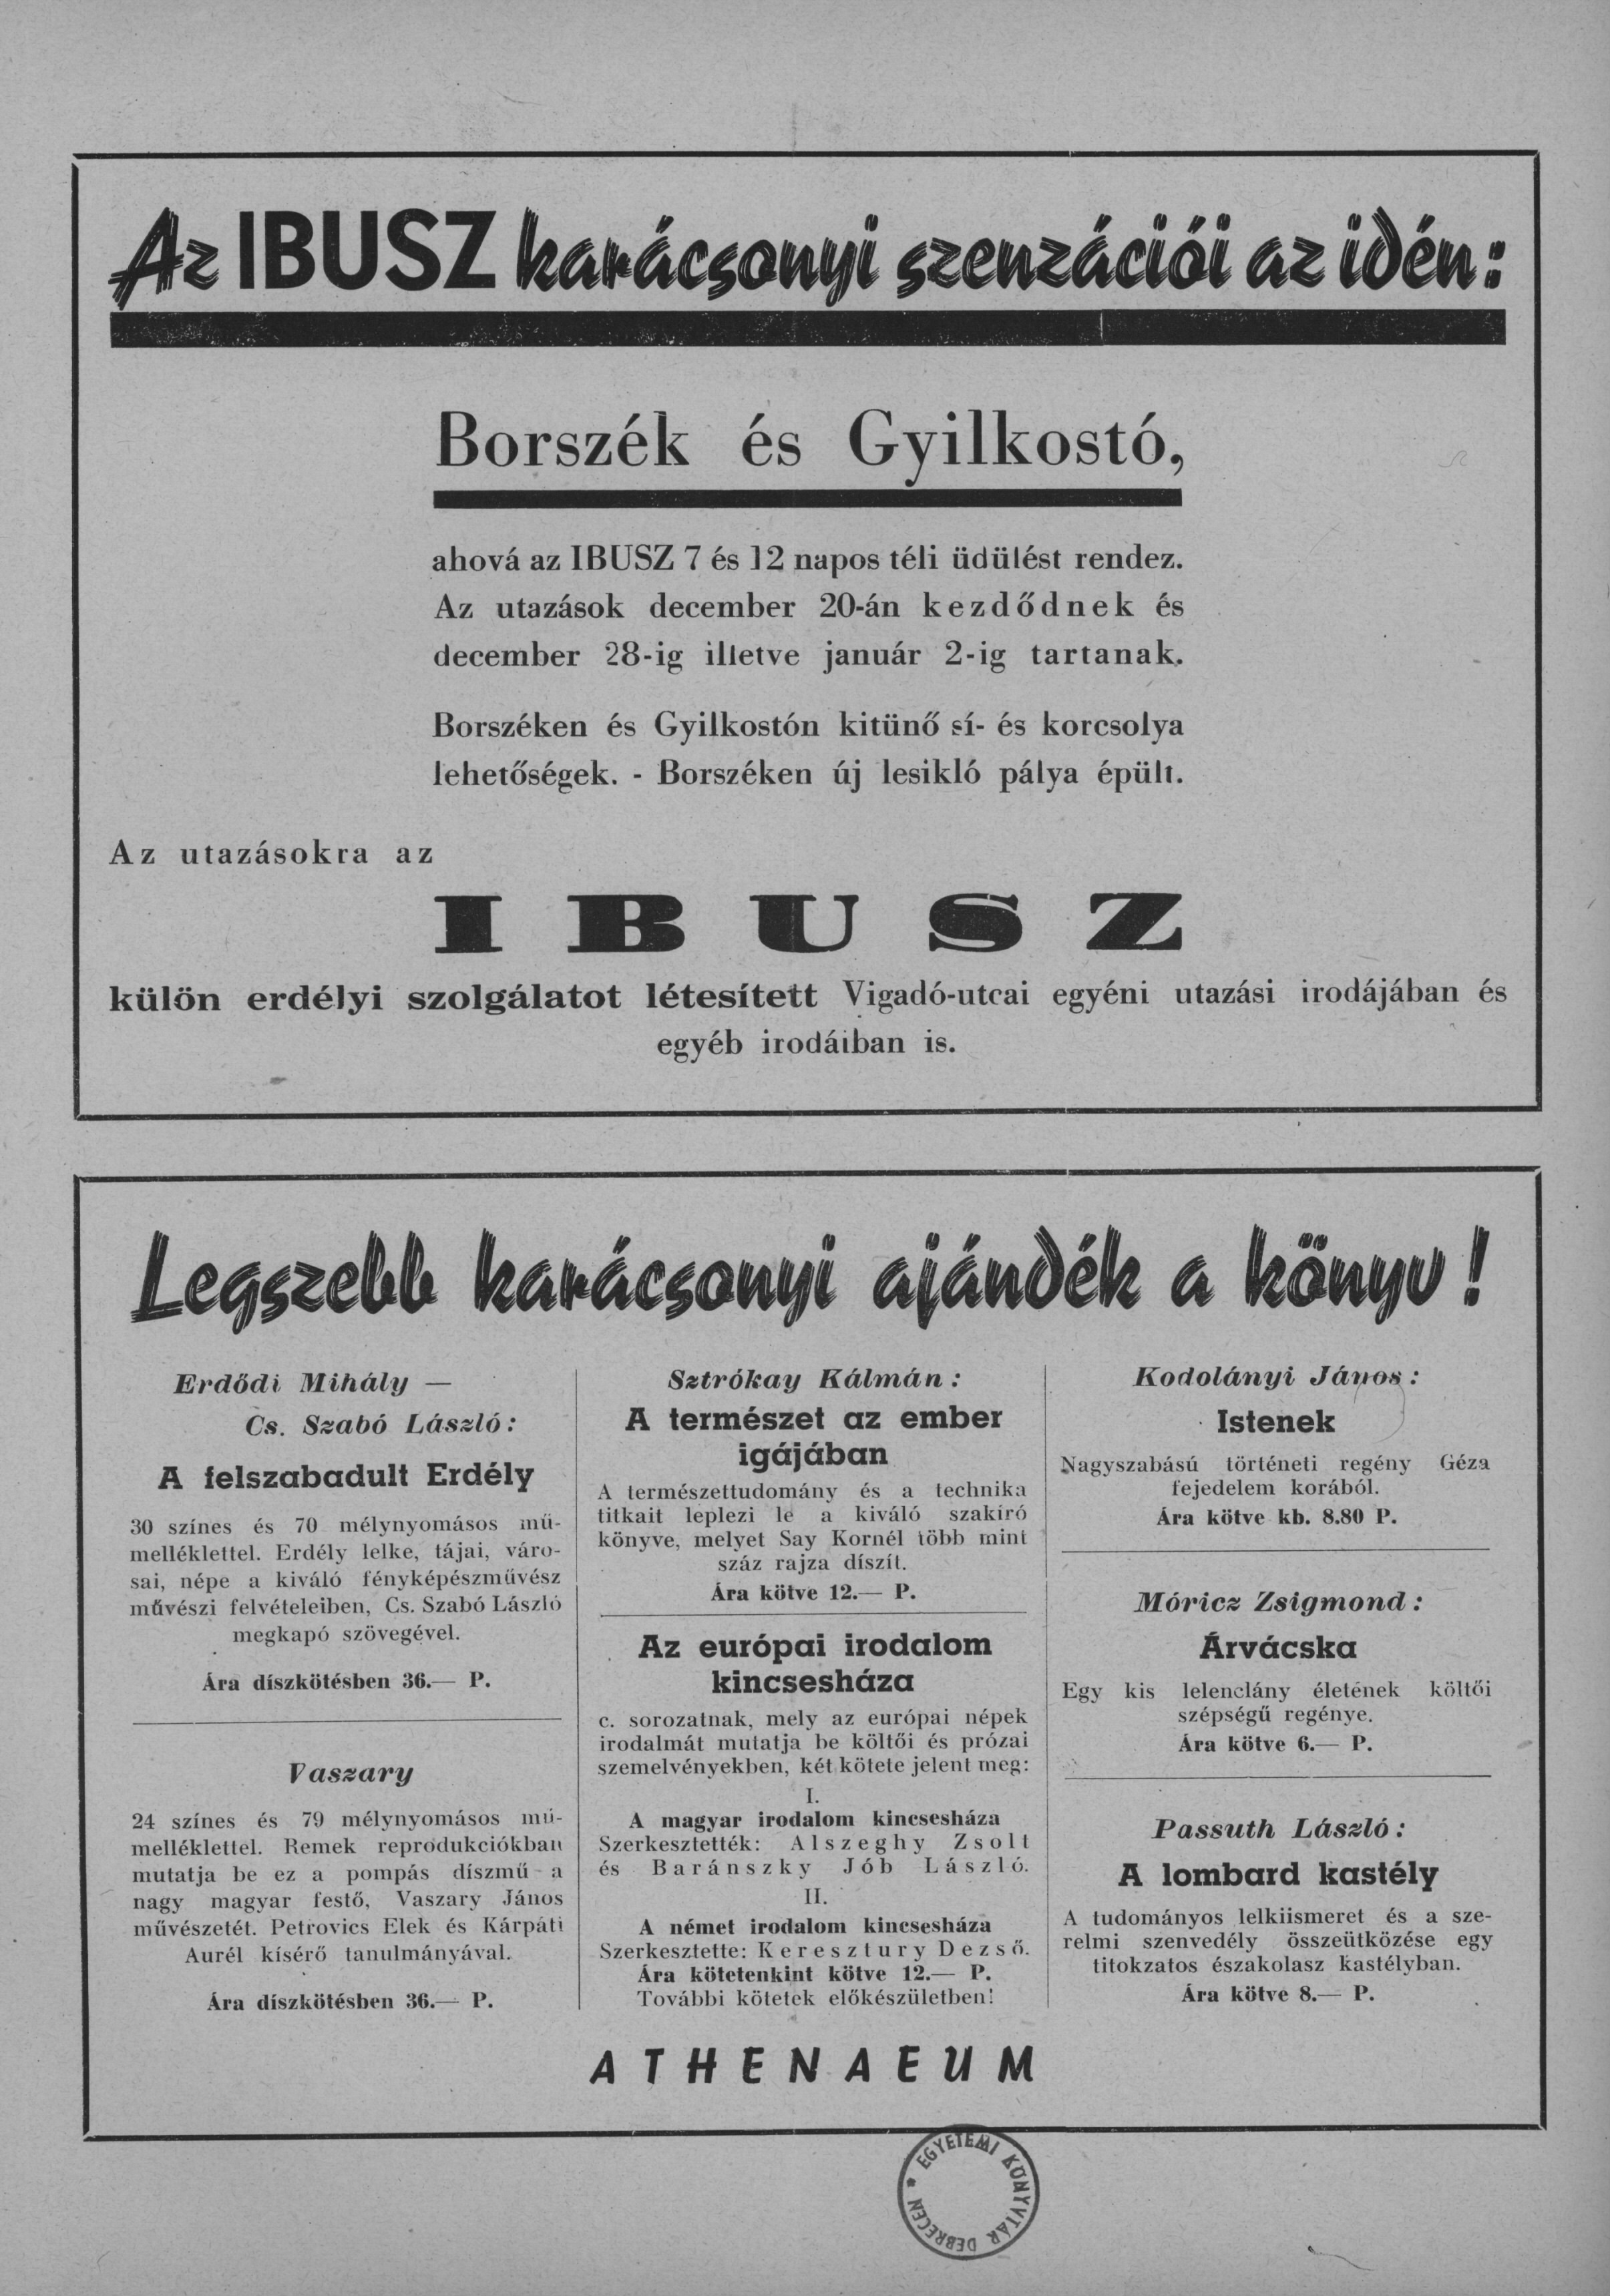 Az IBUSZ karácsonyi szenzációi az idén:
Borszék és Gyilkostó,
ahová az IBUSZ 7 és 12 napos téli üdülést rendez.
Az utazások december 20-án kezdődnek és
december 28-ig illetve január 2-ig tartanak.
Borszéken és Gyilkostón kitünő sí- és korcsolya
lehetőségek. - Borszéken új lesikló pálya épült.
Az utazásokra az
IBUSZ
külön erdélyi szolgálatot létesített Vigadó-utcai egyéni utazási irodájában és
egyéb irodáiban is.
Legszebb karácsonyi ajándék a könyv!
Erdődi Mihály —
Cs. Szabó László:
A felszabadult Erdély
30 színes és 70 mélynyomásos mű-
melléklettel. Erdély lelke, tájai, váro-
sai, népe a kiváló fényképészművész
művészi felvételeiben, Cs. Szabó László
megkapó szövegével.
Ára díszkötésben 36.— P.
Vaszary
24 színes és 79 mélynyomásos mű-
melléklettel. Remek reprodukciókban
mutatja be ez a pompás díszmű a
nagy magyar festő, Vaszary János
művészetét. Petrovics Elek és Kárpáti
Aurél kísérő tanulmányával.
Ára díszkötésben 36.— P.
Sztrókay Kálmán:
A természet az ember
igájában
A természettudomány és a technika
titkait leplezi le a kiváló szakíró
könyve, melyet Say Kornél több mint
száz rajza díszít.
Ára kötve 12.— P.
Az európai irodalom
kincsesháza
c. sorozatnak, mely az európai népek
irodalmát mutatja be költői és prózai
szemelvényekben, két kötete jelent meg:
I.
A magyar irodalom kincsesháza
Szerkesztették: Alszeghy Zsolt
és Baránszky Jób László.
II.
A német irodalom kincsesháza
Szerkesztette: Keresztury Dezső.
Ára kötetenkint kötve 12.— P.
További kötetek előkészületben!
Kodolányi János:
Istenek
Nagyszabású történeti regény Géza
fejedelem korából.
Ára kötve kb. 8.80 P.
Móricz Zsigmond:
Árvácska
Egy kis lelenclány életének költői
szépségű regénye.
Ára kötve 6.— P.
Passuth László:
A lombard kastély
A tudományos lelkiismeret és a sze-
relmi szenvedély összeütközése egy
titokzatos északolasz kastélyban.
Ára kötve 8.— P.
ATHENAEUM
EGYETEMI KÖNYVTÁR DEBRECEN *